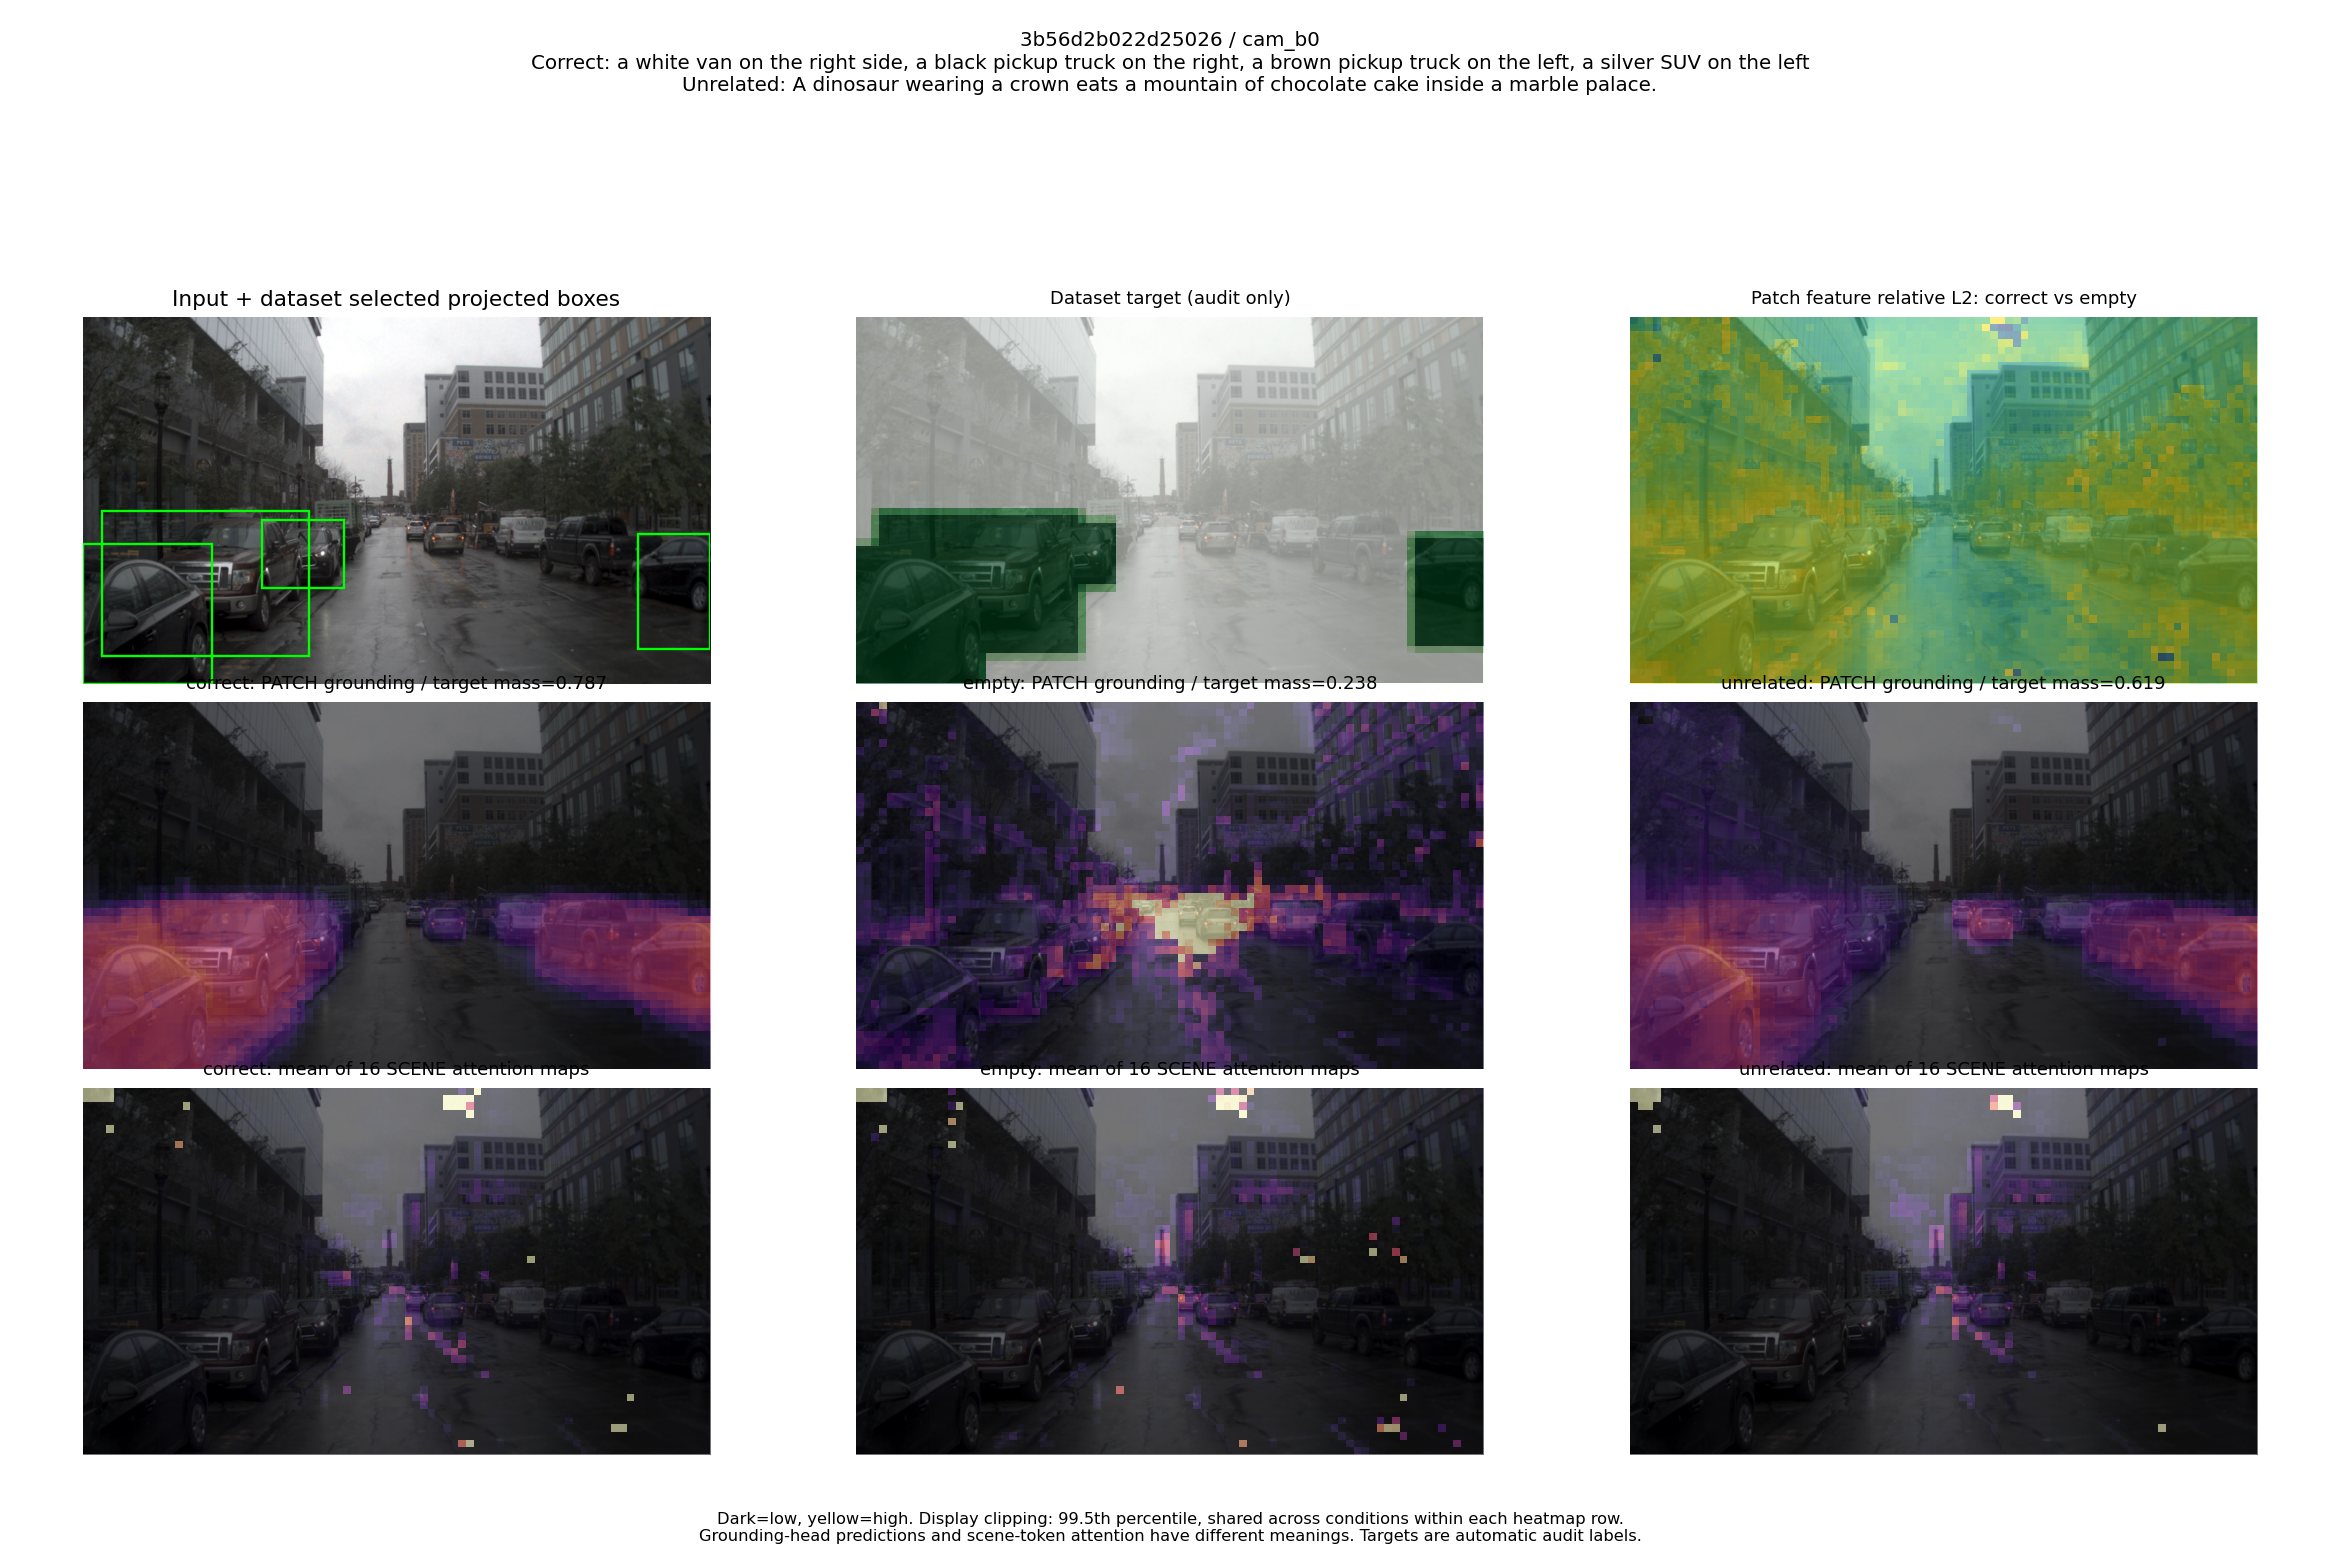 3b56d2b022d25026 / cam_b0
Correct: a white van on the right side, a black pickup truck on the right, a brown pickup truck on the left, a silver SUV on the left
Unrelated: A dinosaur wearing a crown eats a mountain of chocolate cake inside a marble palace.
Input + dataset selected projected boxes
Dataset target (audit only)
Patch feature relative L2: correct vs empty
correct: PATCH grounding / target mass=0.787
empty: PATCH grounding / target mass=0.238
unrelated: PATCH grounding / target mass=0.619
correct: mean of 16 SCENE attention maps
empty: mean of 16 SCENE attention maps
unrelated: mean of 16 SCENE attention maps
Dark=low, yellow=high. Display clipping: 99.5th percentile, shared across conditions within each heatmap row.
Grounding-head predictions and scene-token attention have different meanings. Targets are automatic audit labels.